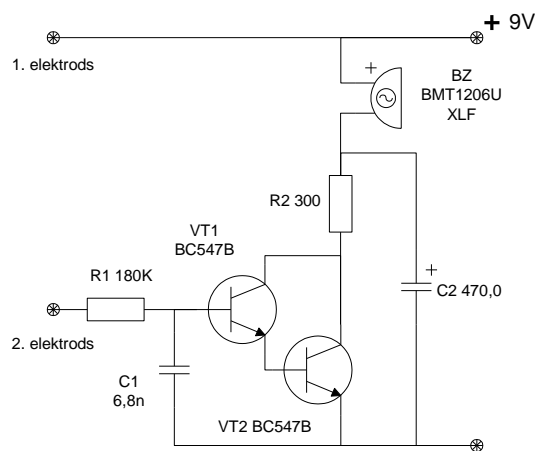 + 9V
1. elektrods
+
BZ
BMT1206U
XLF
R2 300
VT1
BC547B
R1 180K
+
C2 470,0
2. elektrods
C1
6,8n
VT2 BC547B